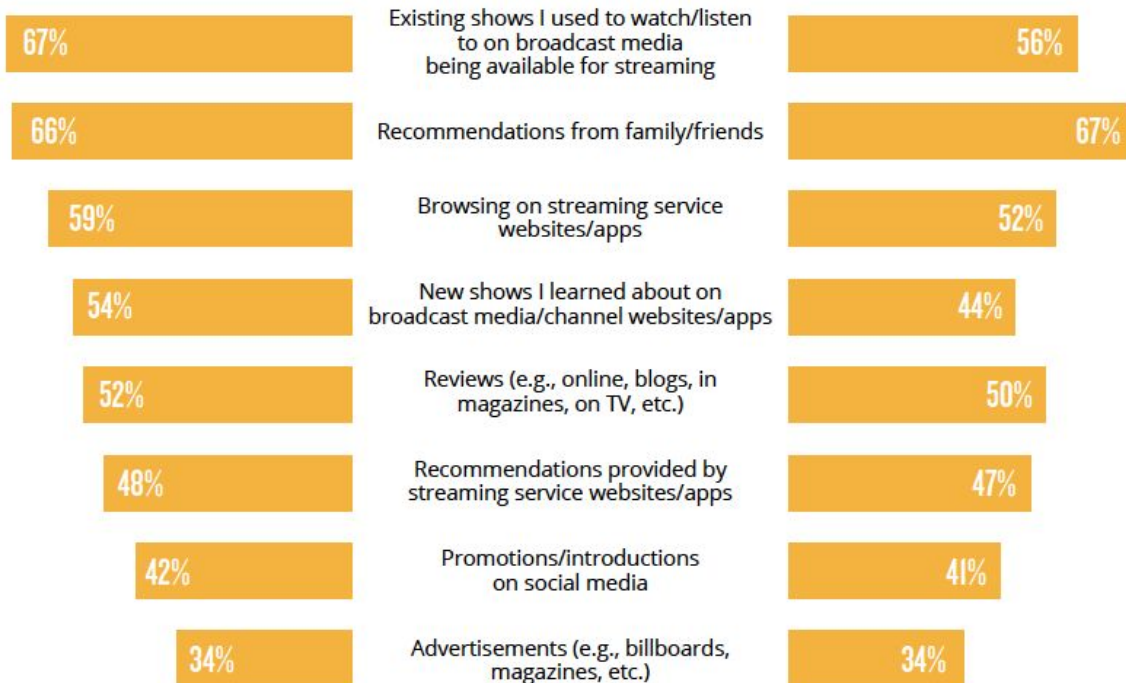 67%
Existing shows I used to watch/listen
to on broadcast media
being available for streaming
56%
66%
Recommendations from family/friends
67%
59%
Browsing on streaming service
websites/apps
52%
54%
New shows I learned about on
broadcast media/channel websites/apps
44%
52%
Reviews (e.g., online, blogs, in
magazines, on TV, etc.)
50%
48%
Recommendations provided by
streaming service websites/apps
47%
42%
Promotions/introductions
on social media
41%
34%
Advertisements (e.g., billboards,
magazines, etc.)
34%